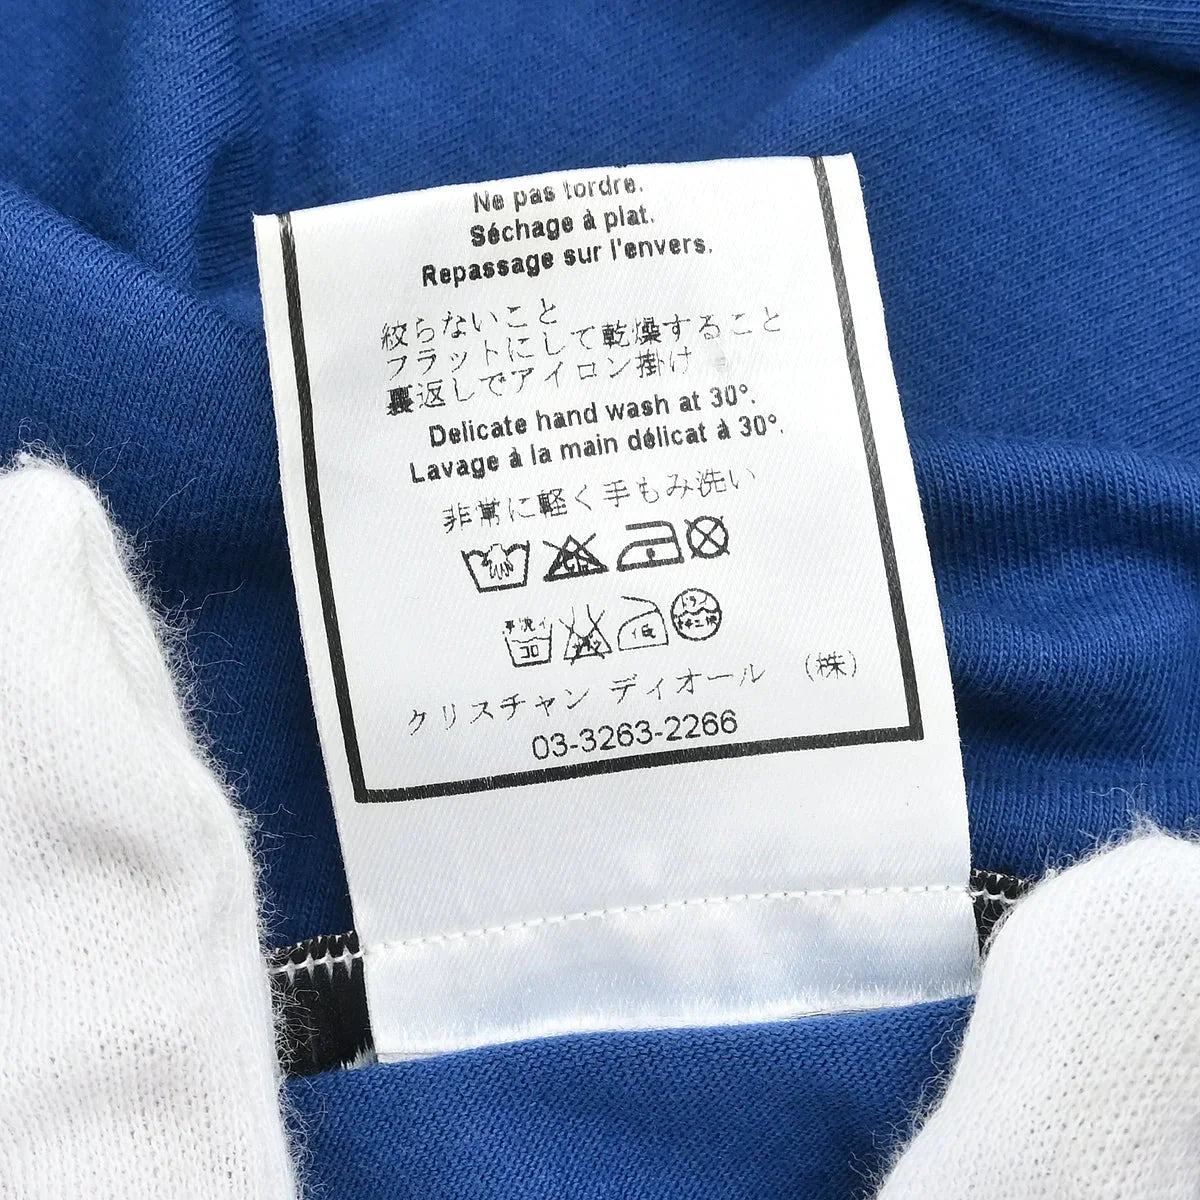 Ne pas tordre.
Séchage à plat.
Repassage sur l'envers.
絞らないこと
フラットにして乾燥すること
裏返しでアイロン掛け
Delicate hand wash at 30°.
Lavage à la main délicat à 30°.
非常に軽く手もみ洗い
手洗イ
クリスチャン ディオール (株)
03-3263-2266